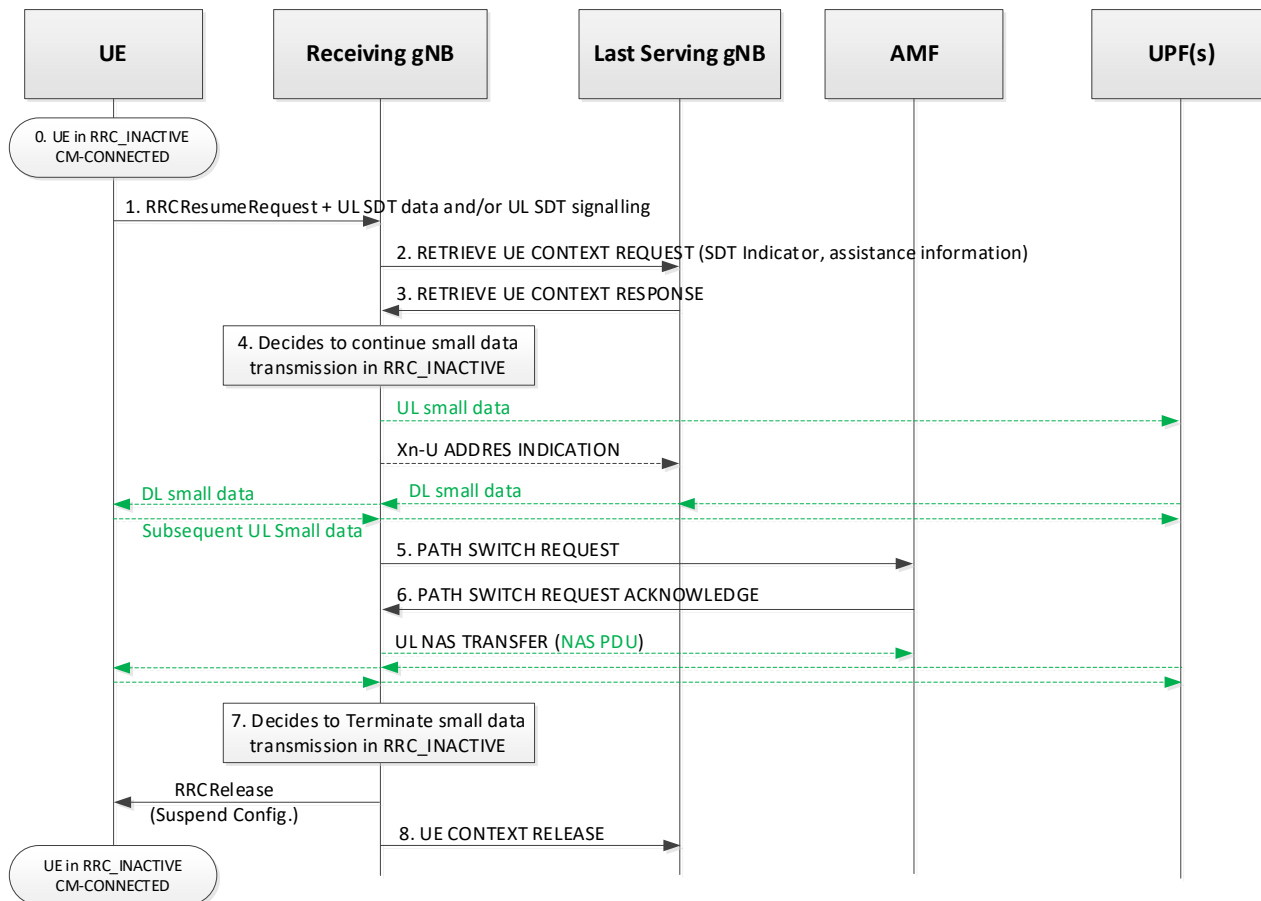 UE
Receiving gNB
Last Serving gNB
AMF
UPF(s)
0. UE in RRC_INACTIVE
CM-CONNECTED
1. RRCResumeRequest + UL SDT data and/or UL SDT signalling
2. RETRIEVE UE CONTEXT REQUEST (SDT Indicator, assistance information)
3. RETRIEVE UE CONTEXT RESPONSE
4. Decides to continue small data
transmission in RRC_INACTIVE
UL small data
Xn-U ADDRES INDICATION
DL small data
DL small data
Subsequent UL Small data
5. PATH SWITCH REQUEST
6. PATH SWITCH REQUEST ACKNOWLEDGE
UL NAS TRANSFER (NAS PDU)
7. Decides to Terminate small data
transmission in RRC_INACTIVE
RRCRelease
(Suspend Config.)
8. UE CONTEXT RELEASE
UE in RRC_INACTIVE
CM-CONNECTED